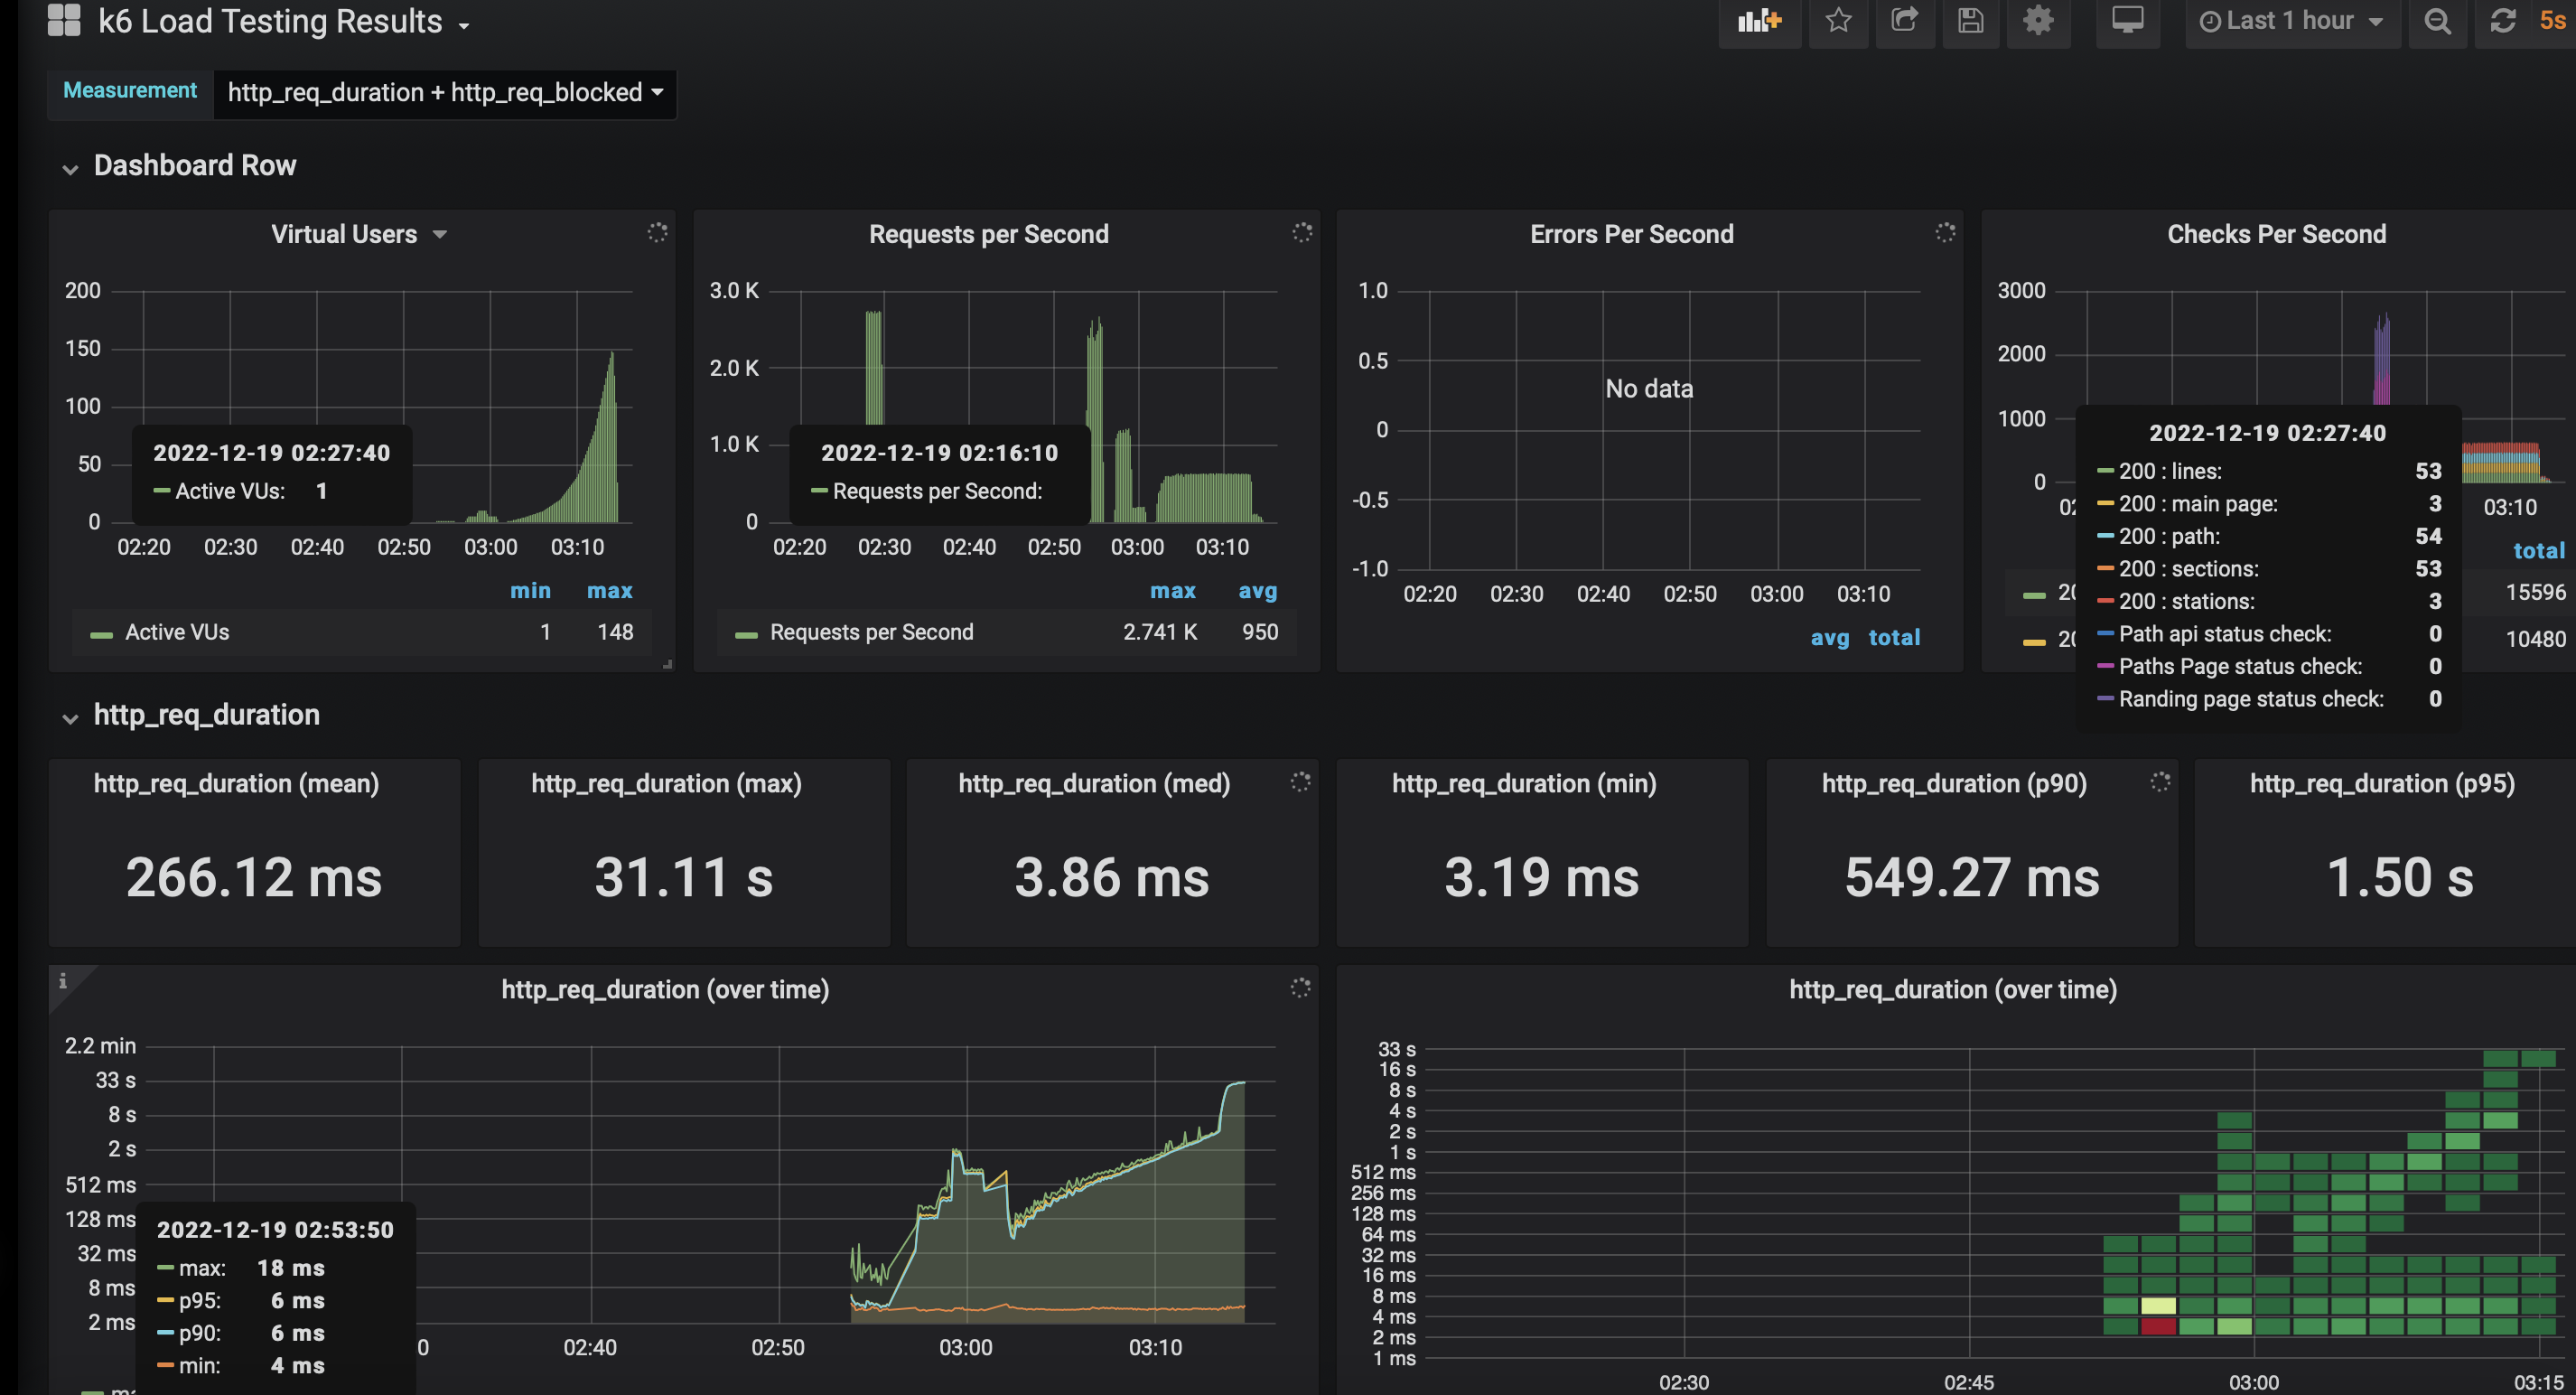 k6 Load Testing Results
Last 1 hour
5s
Measurement
http_req_duration + http_req_blocked
Dashboard Row
Virtual Users
200
150
100
50
0
2022-12-19 02:27:40
Active VUs: 1
02:20 02:30 02:40 02:50 03:00 03:10
min max
Active VUs 1 148
Requests per Second
3.0 K
2.0 K
1.0 K
0
2022-12-19 02:16:10
Requests per Second:
02:20 02:30 02:40 02:50 03:00 03:10
max avg
Requests per Second 2.741 K 950
Errors Per Second
1.0
0.5
0
-0.5
-1.0
No data
02:20 02:30 02:40 02:50 03:00 03:10
avg total
Checks Per Second
3000
2000
1000
0
03:10
2022-12-19 02:27:40
200 : lines: 53
200 : main page: 3
200 : path: 54
200 : sections: 53
200 : stations: 3
Path api status check: 0
Paths Page status check: 0
Randing page status check: 0
total
15596
10480
http_req_duration
http_req_duration (mean)
266.12 ms
http_req_duration (max)
31.11 s
http_req_duration (med)
3.86 ms
http_req_duration (min)
3.19 ms
http_req_duration (p90)
549.27 ms
http_req_duration (p95)
1.50 s
http_req_duration (over time)
2.2 min
33 s
8 s
2 s
512 ms
128 ms
32 ms
8 ms
2 ms
2022-12-19 02:53:50
max: 18 ms
p95: 6 ms
p90: 6 ms
min: 4 ms
0 02:40 02:50 03:00 03:10
http_req_duration (over time)
33 s
16 s
8 s
4 s
2 s
1 s
512 ms
256 ms
128 ms
64 ms
32 ms
16 ms
8 ms
4 ms
2 ms
1 ms
02:30 02:45 03:00 03:15